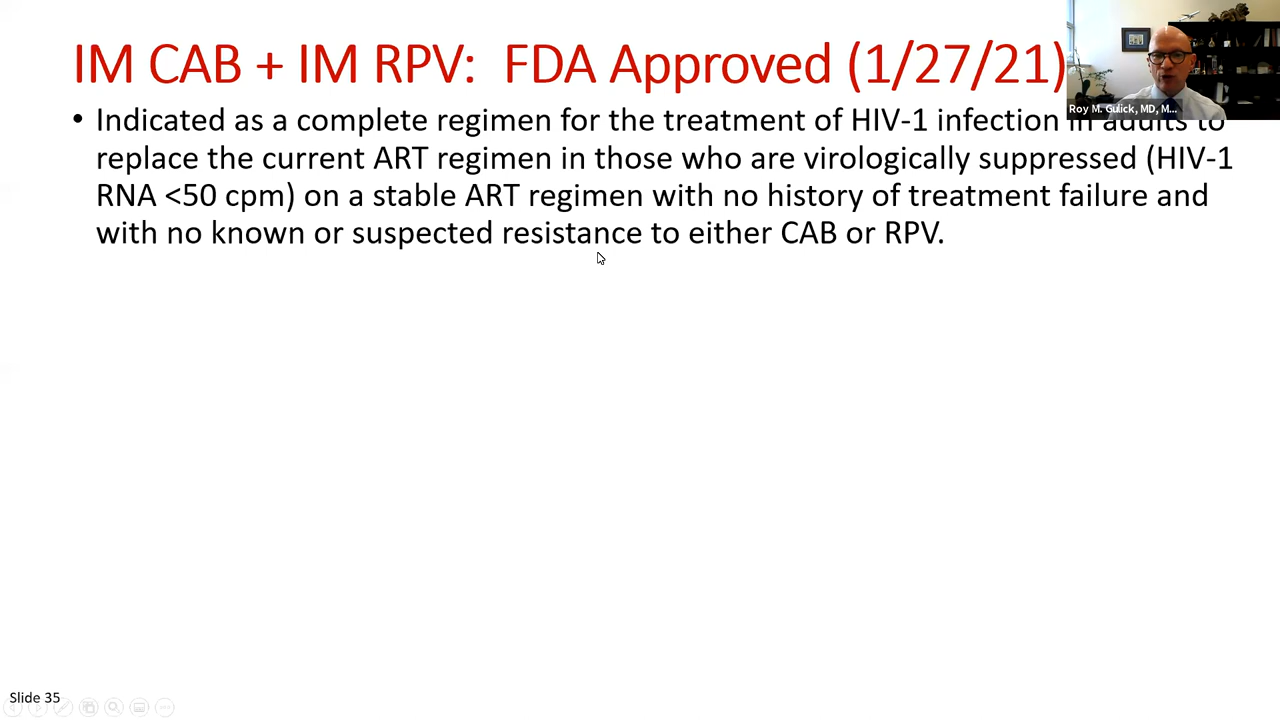 IM CAB + IM RPV: FDA Approved (1/27/21)
Roy M. Gulick, MD, M...
• Indicated as a complete regimen for the treatment of HIV-1 infection in adults to
replace the current ART regimen in those who are virologically suppressed (HIV-1
RNA <50 cpm) on a stable ART regimen with no history of treatment failure and
with no known or suspected resistance to either CAB or RPV.
Slide 35